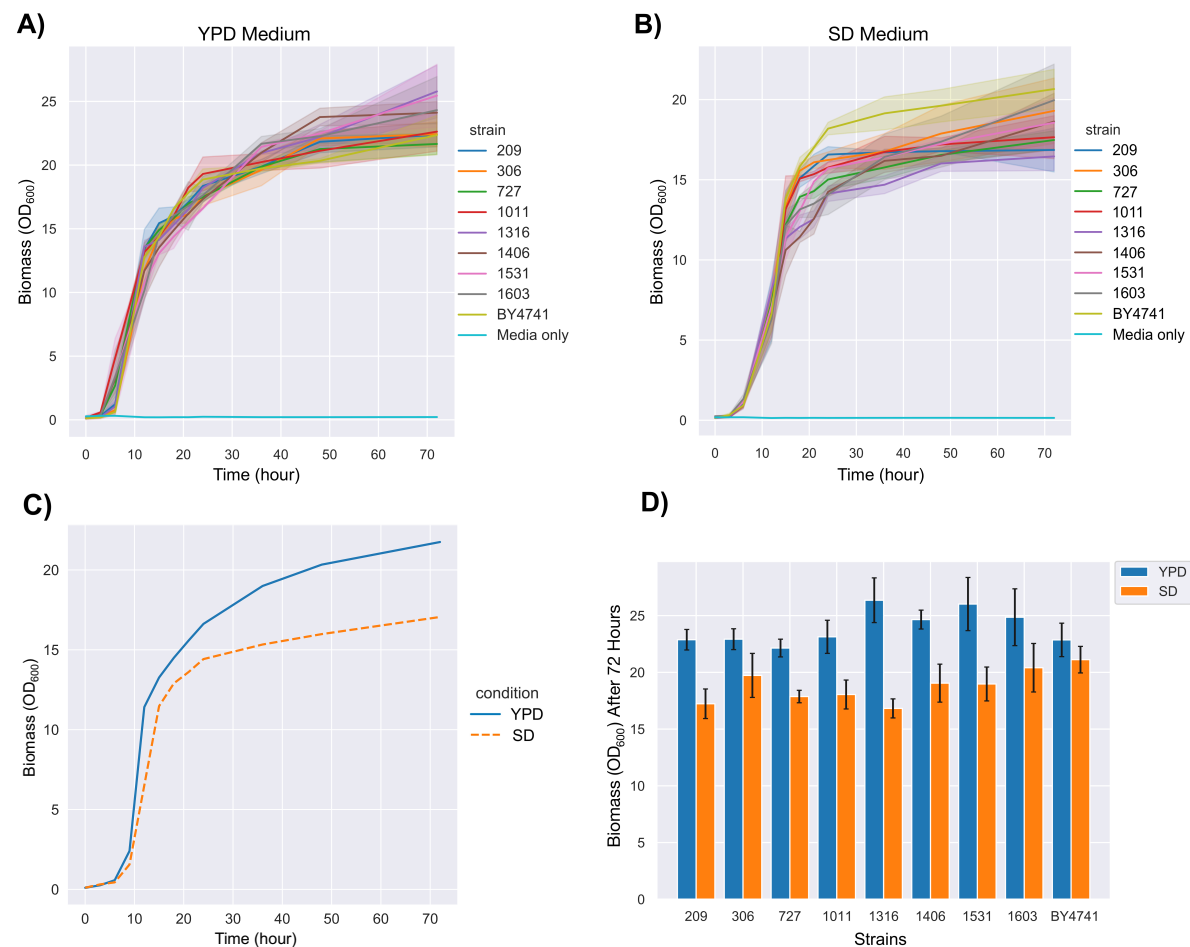 A)
YPD Medium
Biomass (OD600)
25
20
15
10
5
0
0 10 20 30 40 50 60 70
Time (hour)
strain
209
306
727
1011
1316
1406
1531
1603
BY4741
Media only
B)
SD Medium
Biomass (OD600)
20
15
10
5
0
0 10 20 30 40 50 60 70
Time (hour)
strain
209
306
727
1011
1316
1406
1531
1603
BY4741
Media only
C)
Biomass (OD600)
20
15
10
5
0
0 10 20 30 40 50 60 70
Time (hour)
condition
YPD
SD
D)
YPD
SD
Biomass (OD600) After 72 Hours
25
20
15
10
5
0
209 306 727 1011 1316 1406 1531 1603 BY4741
Strains